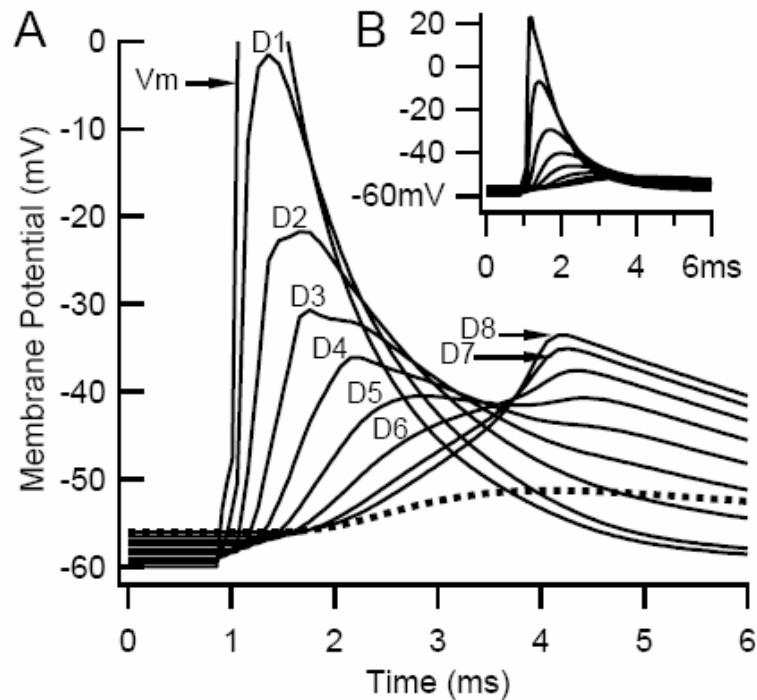 A
B
Membrane Potential (mV)
0
-10
-20
-30
-40
-50
-60
Vm
D1
D2
D3
D4
D5
D6
D8
D7
0 1 2 3 4 5 6
Time (ms)
20
0
-20
-40
-60mV
0 2 4 6ms